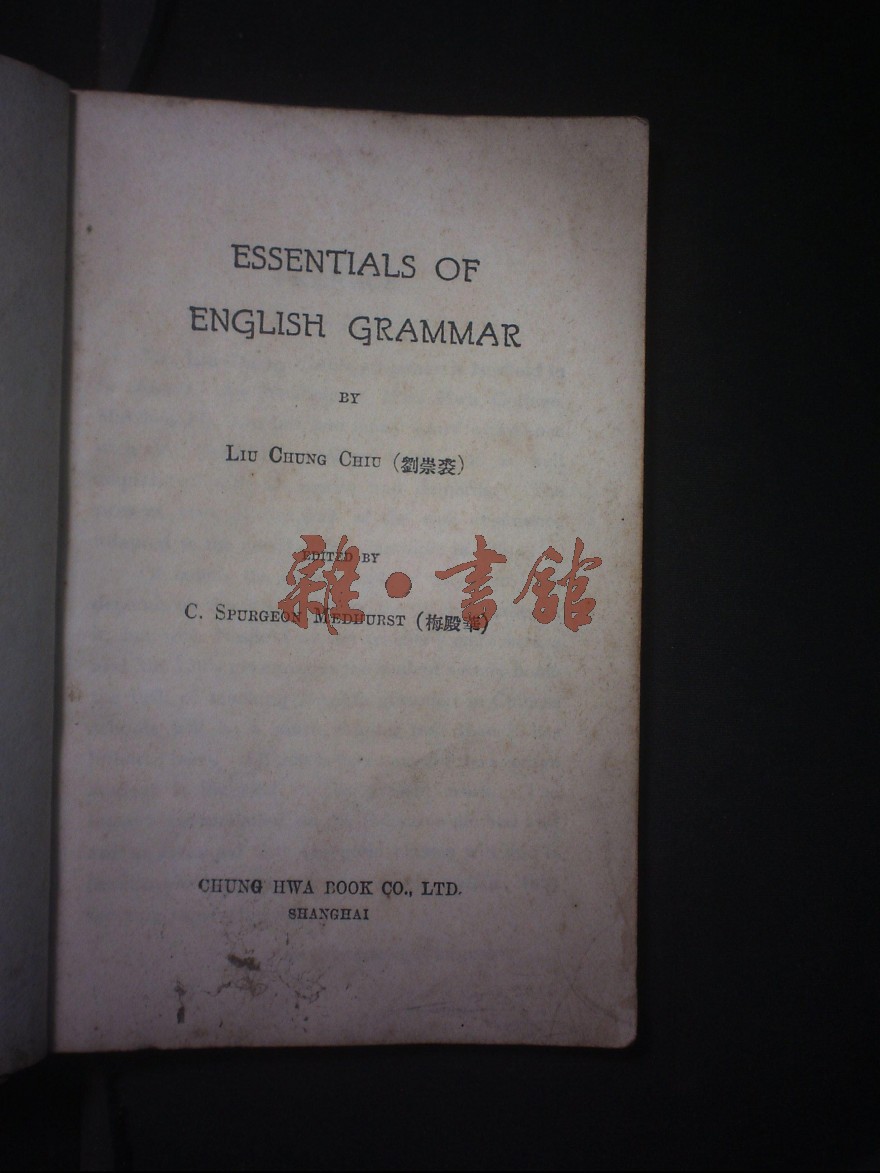 ESSENTIALS OF
ENGLISH GRAMMAR
BY
LIU CHUNG CHIU (劉崇裘)
EDITED BY
雜·書舘
C. SPURGEON MEDHURST (梅殿華)
CHUNG HWA BOOK CO., LTD.
SHANGHAI